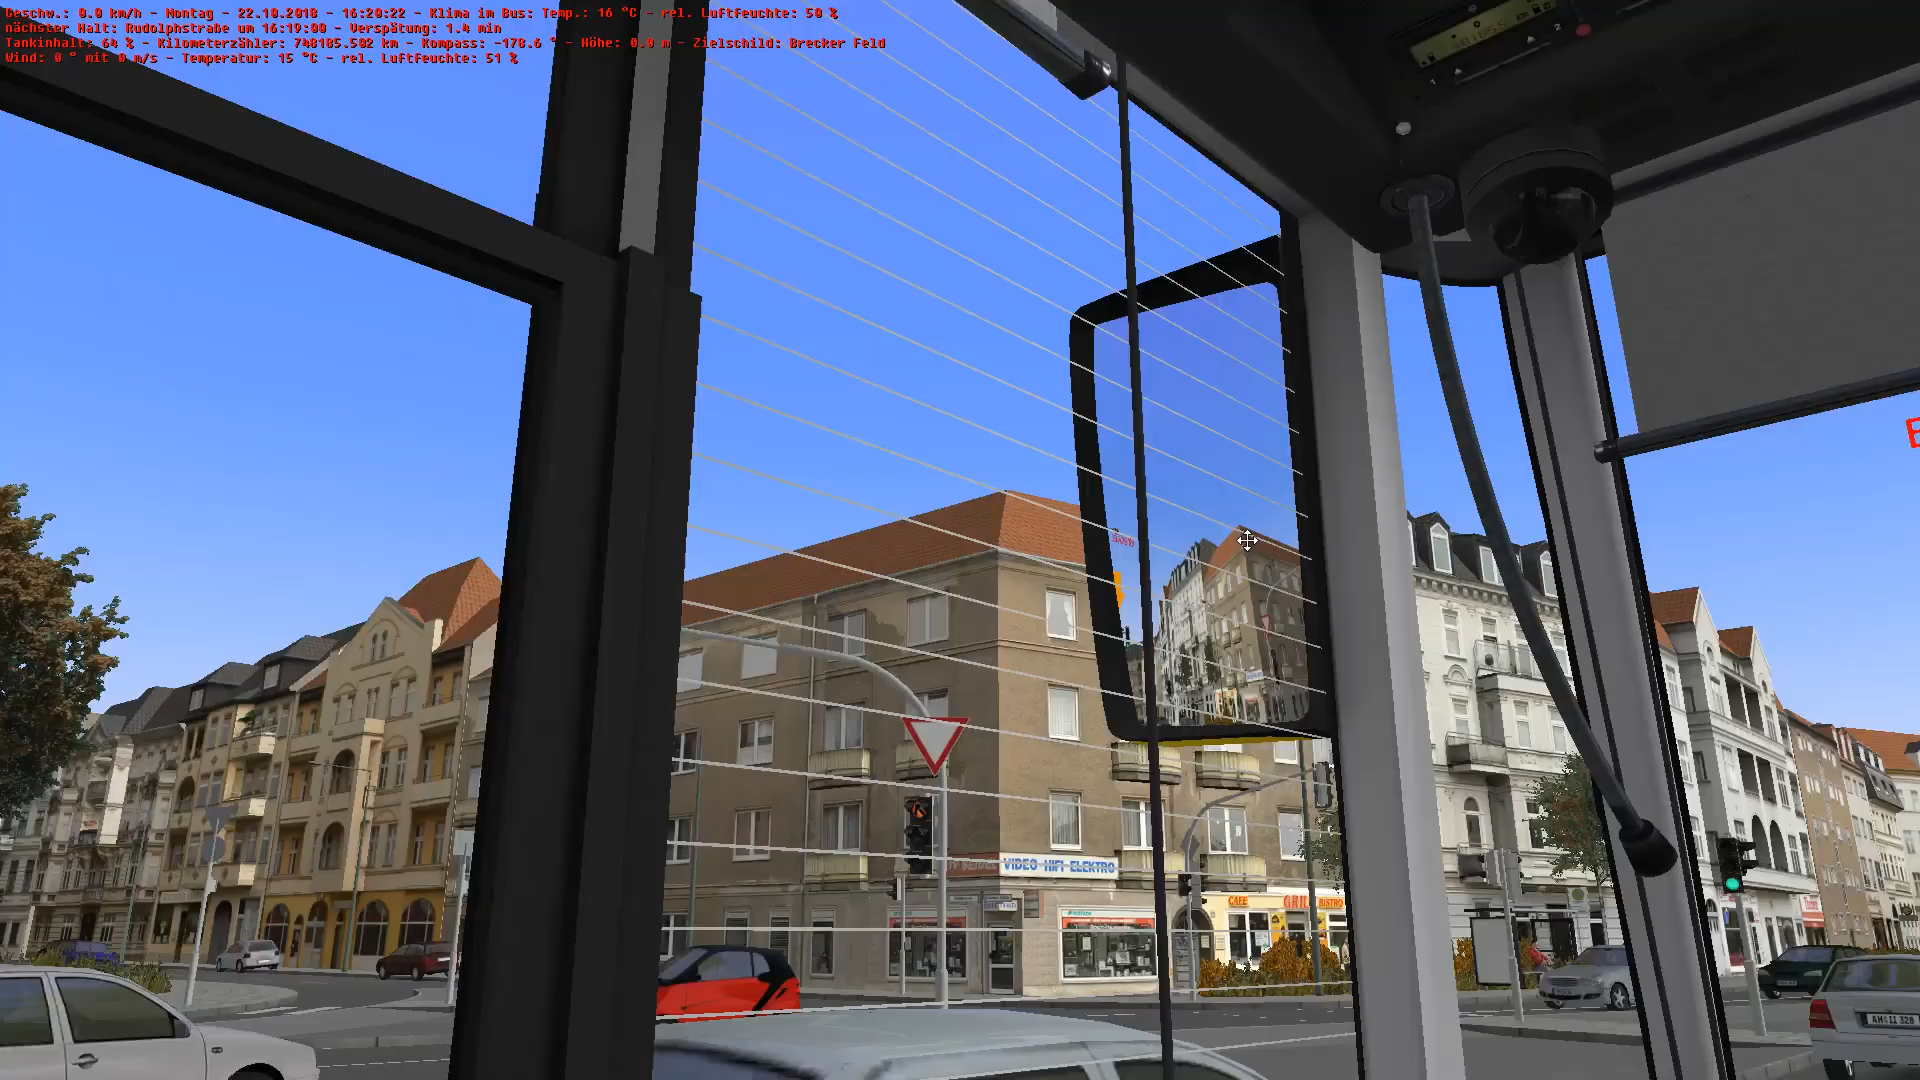 Geschw.: 0.0 km/h - Montag - 22.10.2018 - 16:20:22 - Klima im Bus: Temp.: 16 °C - rel. Luftfeuchte: 50 %
nächster Halt: Rudolphstraße um 16:19:00 - Verspätung: 1.4 min
Tankinhalt: 64 % - Kilometerzähler: 748185.502 km - Kompass: -178.6 ° - Höhe: 0.0 m - Zielschild: Brecker Feld
Wind: 0 ° mit 0 m/s - Temperatur: 15 °C - rel. Luftfeuchte: 51 %
VIDEO-HIFI-ELEKTRO
CAFE GRILL BISTRO